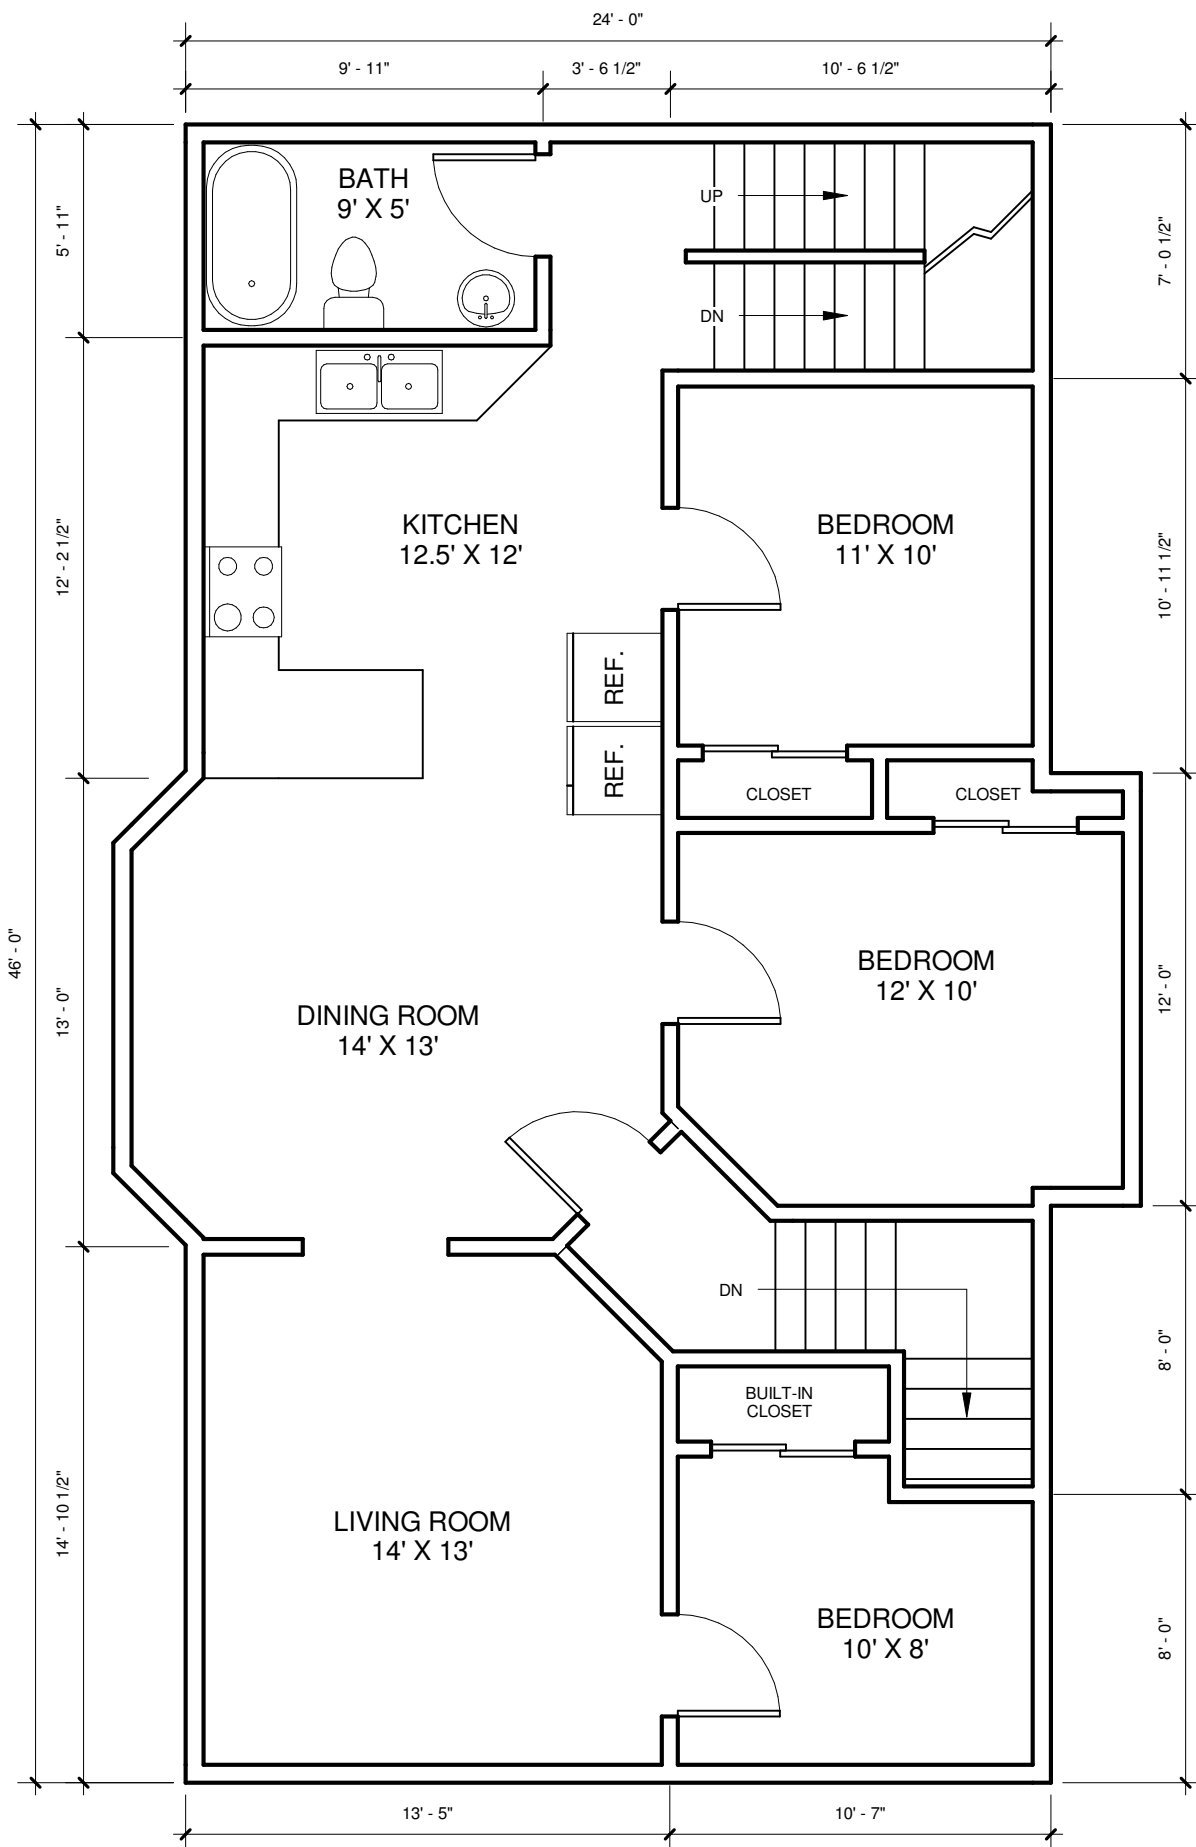 24' - 0"
9' - 11"
3' - 6 1/2"
10' - 6 1/2"
BATH
9' X 5'
UP
DN
5' - 11"
7' - 0 1/2"
KITCHEN
12.5' X 12'
BEDROOM
11' X 10'
12' - 2 1/2"
10' - 11 1/2"
REF.
REF.
CLOSET
CLOSET
46' - 0"
13' - 0"
DINING ROOM
14' X 13'
BEDROOM
12' X 10'
12' - 0"
DN
8' - 0"
BUILT-IN
CLOSET
14' - 10 1/2"
LIVING ROOM
14' X 13'
BEDROOM
10' X 8'
8' - 0"
13' - 5"
10' - 7"